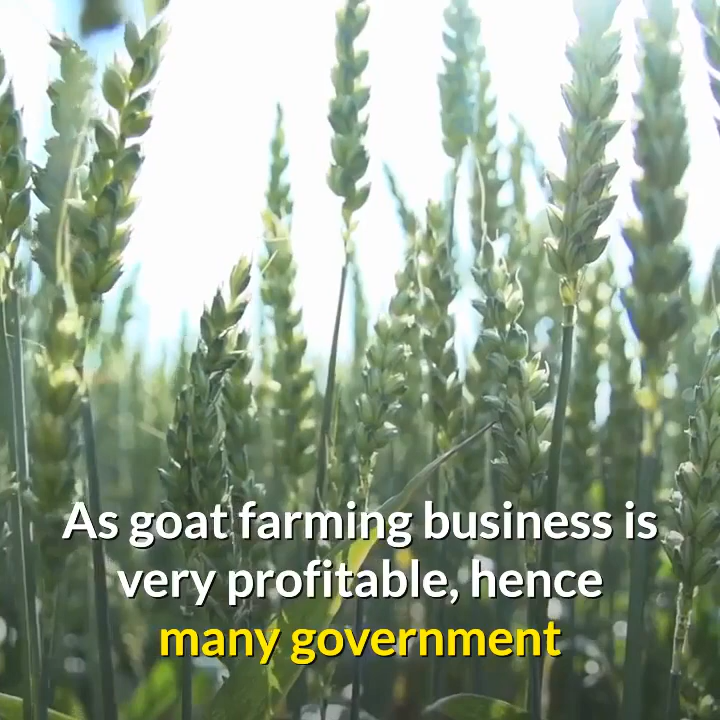 As goat farming business is
very profitable, hence
many government